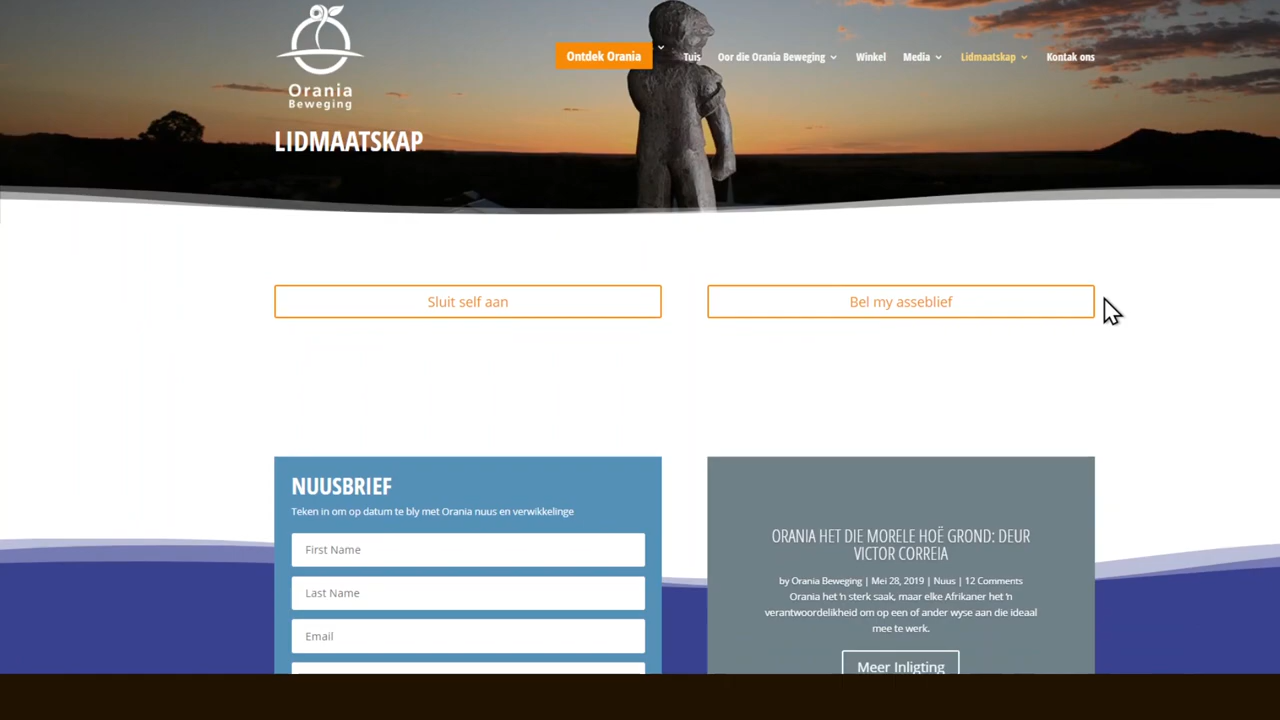 Orania
Beweging
Ontdek Orania
Tuis
Oor die Orania Beweging
Winkel
Media
Lidmaatskap
Kontak ons
LIDMAATSKAP
Sluit self aan
Bel my asseblief
NUUSBRIEF
Teken in om op datum te bly met Orania nuus en verwikkelinge
First Name
Last Name
Email
ORANIA HET DIE MORELE HOË GROND: DEUR
VICTOR CORREIA
by Orania Beweging | Mei 28, 2019 | Nuus | 12 Comments
Orania het 'n sterk saak, maar elke Afrikaner het 'n
verantwoordelikheid om op een of ander wyse aan die ideaal
mee te werk.
Meer Inligting